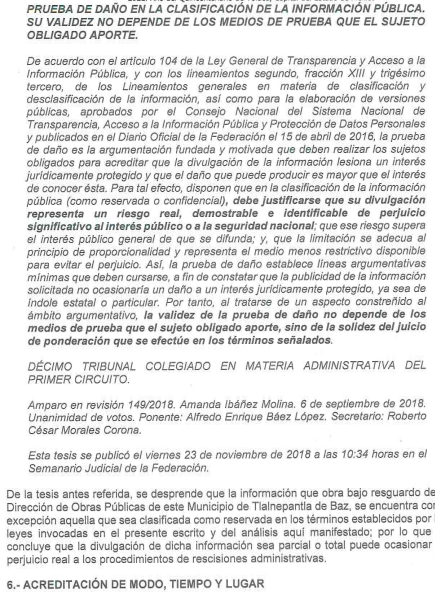 PRUEBA DE DAÑO EN LA CLASIFICACIÓN DE LA INFORMACIÓN PÚBLICA.
SU VALIDEZ NO DEPENDE DE LOS MEDIOS DE PRUEBA QUE EL SUJETO
OBLIGADO APORTE.
De acuerdo con el artículo 104 de la Ley General de Transparencia y Acceso a la
Información Pública, y con los lineamientos segundo, fracción XIII y trigésimo
tercero, de los Lineamientos generales en materia de clasificación y
desclasificación de la información, así como para la elaboración de versiones
públicas, aprobados por el Consejo Nacional del Sistema Nacional de
Transparencia, Acceso a la Información Pública y Protección de Datos Personales
y publicados en el Diario Oficial de la Federación el 15 de abril de 2016, la prueba
de daño es la argumentación fundada y motivada que deben realizar los sujetos
obligados para acreditar que la divulgación de la información lesiona un interés
jurídicamente protegido y que el daño que puede producir es mayor que el interés
de conocer ésta. Para tal efecto, disponen que en la clasificación de la información
pública (como reservada o confidencial), debe justificarse que su divulgación
representa un riesgo real, demostrable e identificable de perjuicio
significativo al interés público o a la seguridad nacional; que ese riesgo supera
el interés público general de que se difunda; y, que la limitación se adecua al
principio de proporcionalidad y representa el medio menos restrictivo disponible
para evitar el perjuicio. Así, la prueba de daño establece líneas argumentativas
mínimas que deben cursarse, a fin de constatar que la publicidad de la información
solicitada no ocasionaría un daño a un interés jurídicamente protegido, ya sea de
índole estatal o particular. Por tanto, al tratarse de un aspecto constreñido al
ámbito argumentativo, la validez de la prueba de daño no depende de los
medios de prueba que el sujeto obligado aporte, sino de la solidez del juicio
de ponderación que se efectúe en los términos señalados.
DÉCIMO TRIBUNAL COLEGIADO EN MATERIA ADMINISTRATIVA DEL
PRIMER CIRCUITO.
Amparo en revisión 149/2018. Amanda Ibáñez Molina. 6 de septiembre de 2018.
Unanimidad de votos. Ponente: Alfredo Enrique Báez López. Secretario: Roberto
César Morales Corona.
Esta tesis se publicó el viernes 23 de noviembre de 2018 a las 10:34 horas en el
Semanario Judicial de la Federación.
De la tesis antes referida, se desprende que la información que obra bajo resguardo de
Dirección de Obras Públicas de este Municipio de Tlalnepantla de Baz, se encuentra con
excepción aquella que sea clasificada como reservada en los términos establecidos por
leyes invocadas en el presente escrito y del análisis aquí manifestado; por lo que
concluye que la divulgación de dicha información sea parcial o total puede ocasionar
perjuicio real a los procedimientos de rescisiones administrativas.
6.- ACREDITACIÓN DE MODO, TIEMPO Y LUGAR